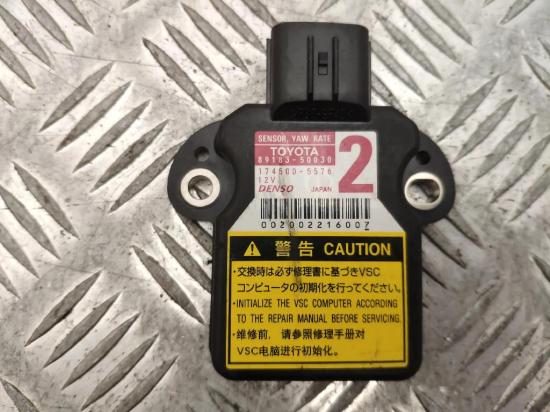 SENSOR, YAW RATE
TOYOTA
89183-50030
174500-5576
12V
DENSO JAPAN
2
002002216007
警告 CAUTION
・交換時は必ず修理書に基づきVSC
コンピュータの初期化を行ってください。
・INITIALIZE THE VSC COMPUTER ACCORDING
TO THE REPAIR MANUAL BEFORE SERVICING.
・维修前，请参照修理手册对
VSC电脑进行初始化。